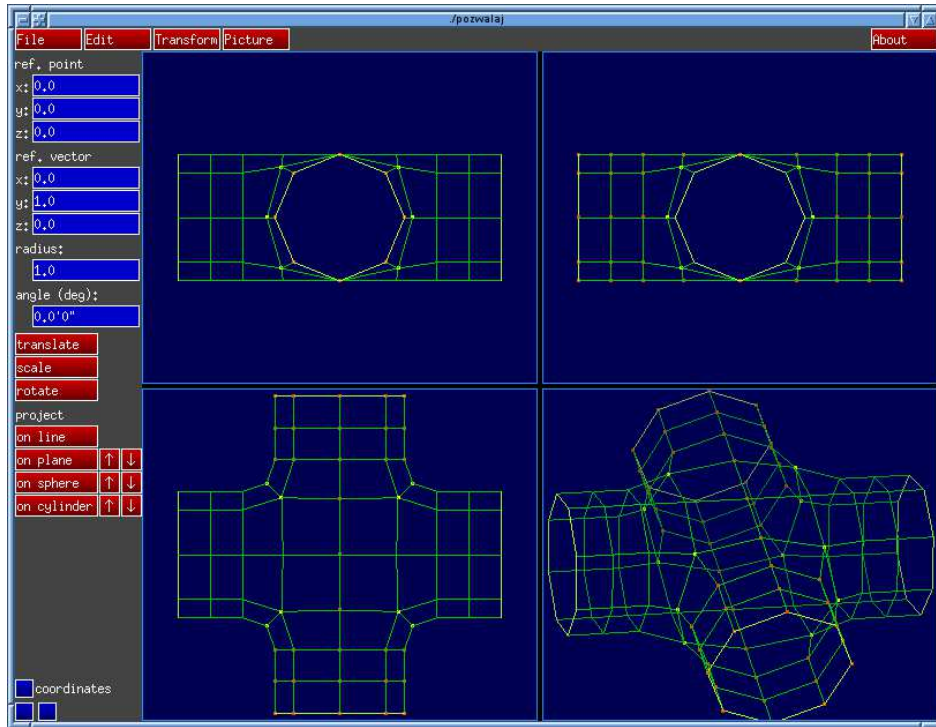 ./pozwalaj
File Edit Transform Picture About
ref. point
x: 0.0
y: 0.0
z: 0.0
ref. vector
x: 0.0
y: 1.0
z: 0.0
radius:
1.0
angle (deg):
0.0'0"
translate
scale
rotate
project
on line
on plane ↑ ↓
on sphere ↑ ↓
on cylinder ↑ ↓
coordinates